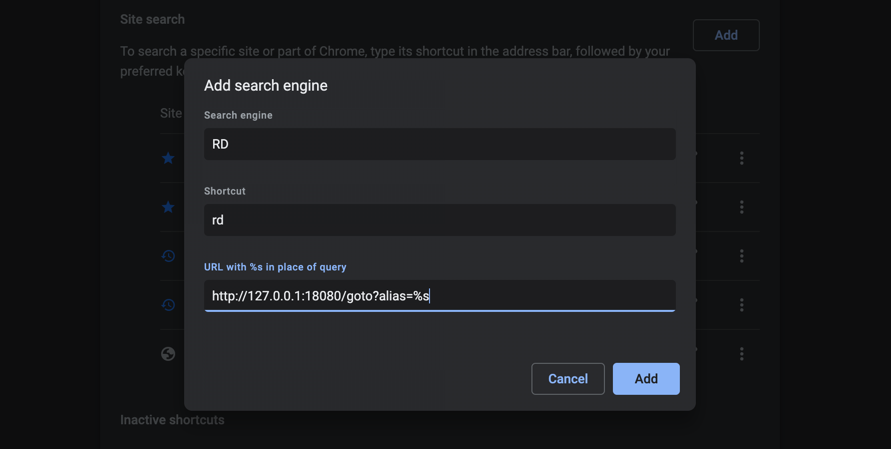 Site search
Add
To search a specific site or part of Chrome, type its shortcut in the address bar, followed by your
preferred
Add search engine
Search engine
RD
Site
Shortcut
rd
URL with %s in place of query
http://127.0.0.1:18080/goto?alias=%s
Cancel
Add
Inactive shortcuts